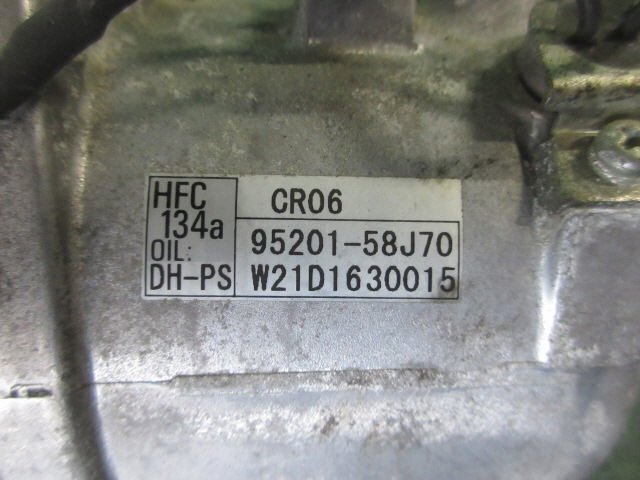 HFC
134a
OIL:
DH-PS
CR06
95201-58J70
W21D1630015